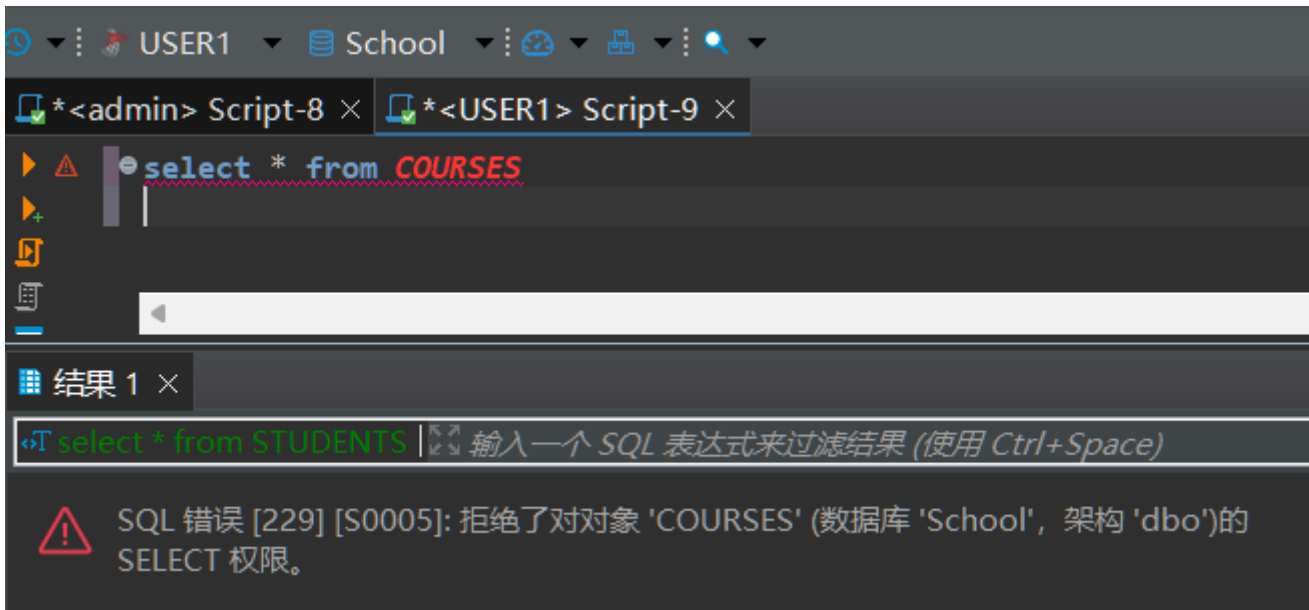 USER1 School
*<admin> Script-8 *<USER1> Script-9
select * from COURSES
结果 1
select * from STUDENTS 输入一个 SQL 表达式来过滤结果 (使用 Ctrl+Space)
SQL 错误 [229] [S0005]: 拒绝了对对象 'COURSES' (数据库 'School'，架构 'dbo')的
SELECT 权限。